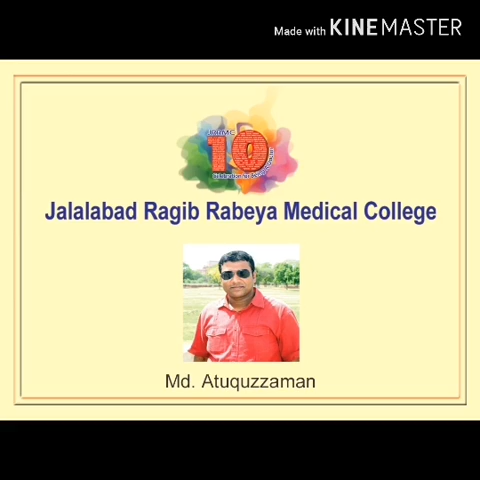 Made with KINEMASTER
JRRMC
10
Jalalabad Ragib Rabeya Medical College
Md. Atuquzzaman